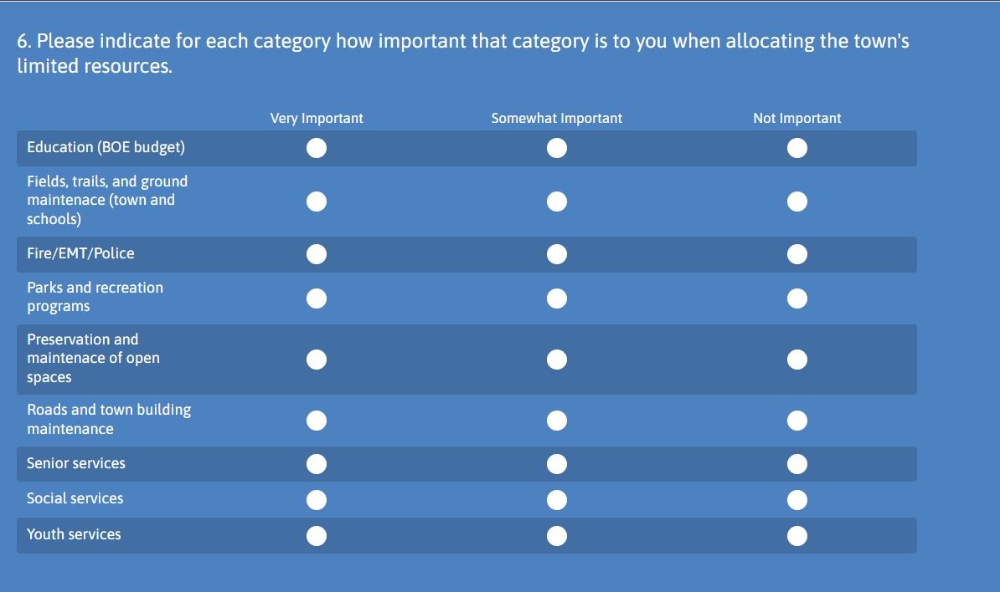 6. Please indicate for each category how important that category is to you when allocating the town's
limited resources.
Very Important Somewhat Important Not Important
Education (BOE budget)
Fields, trails, and ground
maintenace (town and
schools)
Fire/EMT/Police
Parks and recreation
programs
Preservation and
maintenace of open
spaces
Roads and town building
maintenance
Senior services
Social services
Youth services